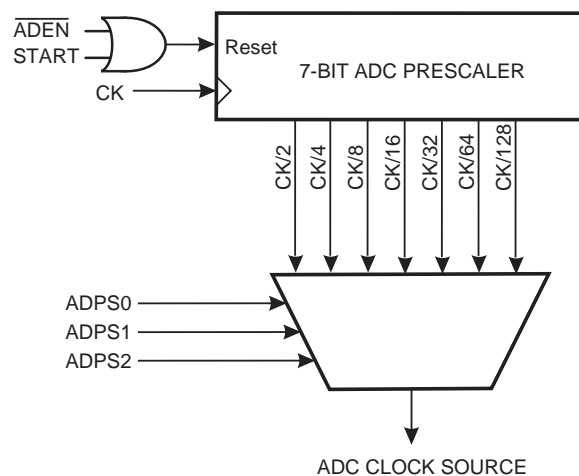 ADEN
START
Reset
7-BIT ADC PRESCALER
CK
CK/2
CK/4
CK/8
CK/16
CK/32
CK/64
CK/128
ADPS0
ADPS1
ADPS2
ADC CLOCK SOURCE